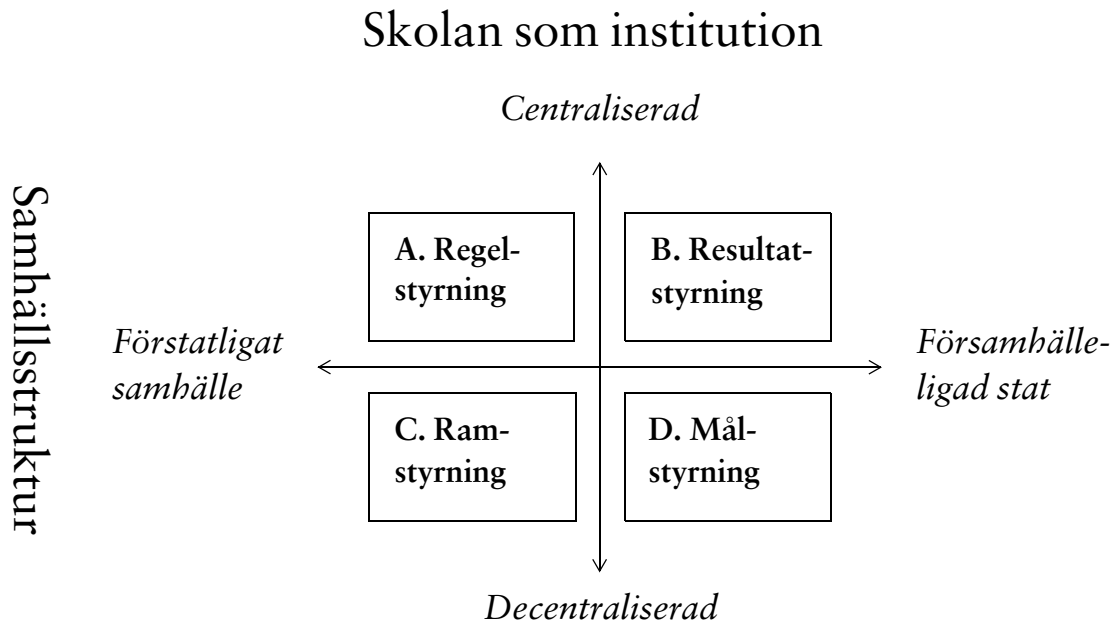 Skolan som institution
Centraliserad
Samhällsstruktur
A. Regel-
styrning
B. Resultat-
styrning
Förstatligat
samhälle
Församhälle-
ligad stat
C. Ram-
styrning
D. Mål-
styrning
Decentraliserad